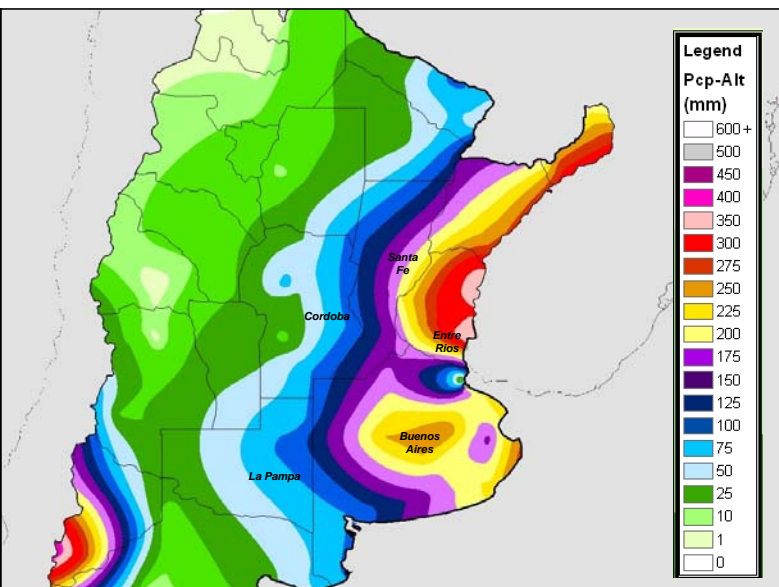 Legend
Pcp-Alt
(mm)
600 +
500
450
400
350
300
275
250
225
200
175
150
125
100
75
50
25
10
1
0
Santa
Fe
Cordoba
Entre
Rios
Buenos
Aires
La Pampa